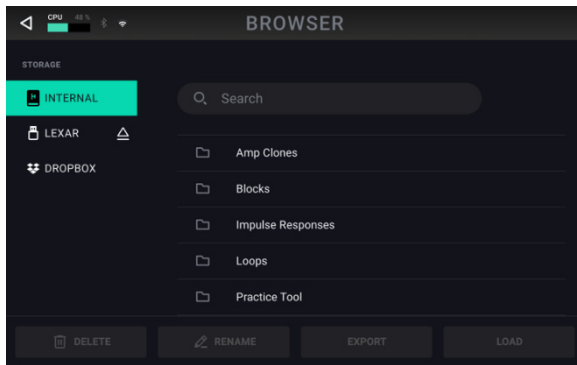 CPU 48 %
BROWSER
STORAGE
INTERNAL
LEXAR
DROPBOX
Search
Amp Clones
Blocks
Impulse Responses
Loops
Practice Tool
DELETE
RENAME
EXPORT
LOAD